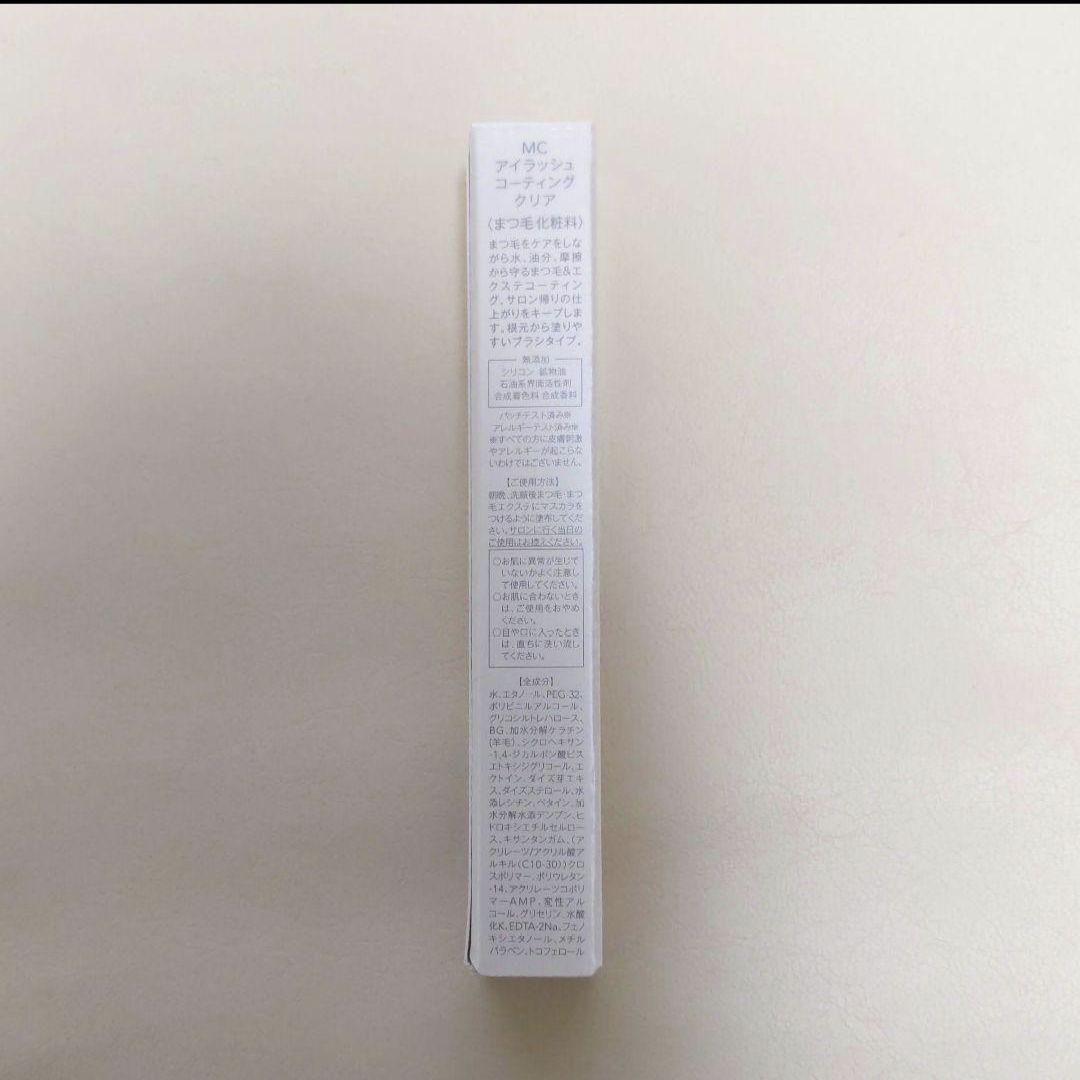 MC
アイラッシュ
コーティング
クリア
〈まつ毛化粧料〉
まつ毛をケアをしな
がら水、油分、摩擦
から守るまつ毛&エ
クステコーティン
グ。サロン帰りの仕
上がりをキープしま
す。根元から塗りや
すいブラシタイプ。
無添加
シリコン 鉱物油
石油系界面活性剤
合成着色料 合成香料
パッチテスト済み※
アレルギーテスト済み※
※すべての方に皮膚刺激
やアレルギーが起こらな
いわけではございません。
【ご使用方法】
朝晩、洗顔後まつ毛・まつ
毛エクステにマスカラを
つけるように塗布してくだ
さい。サロンに行く当日の
ご使用はお控えください。
○お肌に異常が生じて
いないかよく注意し
て使用してください。
○お肌に合わないとき
は、ご使用をおやめ
ください。
○目や口に入ったとき
は、直ちに洗い流し
てください。
【全成分】
水、エタノール、PEG-32、
ポリビニルアルコール、
グリコシルトレハロース、
BG、加水分解ケラチン
(羊毛)、シクロヘキサン
-1,4-ジカルボン酸ビス
エトキシジグリコール、エ
クトイン、ダイズ芽エキ
ス、ダイズステロール、水
添レシチン、ベタイン、加
水分解水添デンプン、ヒ
ドロキシエチルセルロー
ス、キサンタンガム、(ア
クリレーツ/アクリル酸ア
ルキル(C10-30))クロ
スポリマー、ポリウレタン
-14、アクリレーツコポリ
マーAMP、変性アル
コール、グリセリン、水酸
化K、EDTA-2Na、フェノ
キシエタノール、メチル
パラベン、トコフェロール